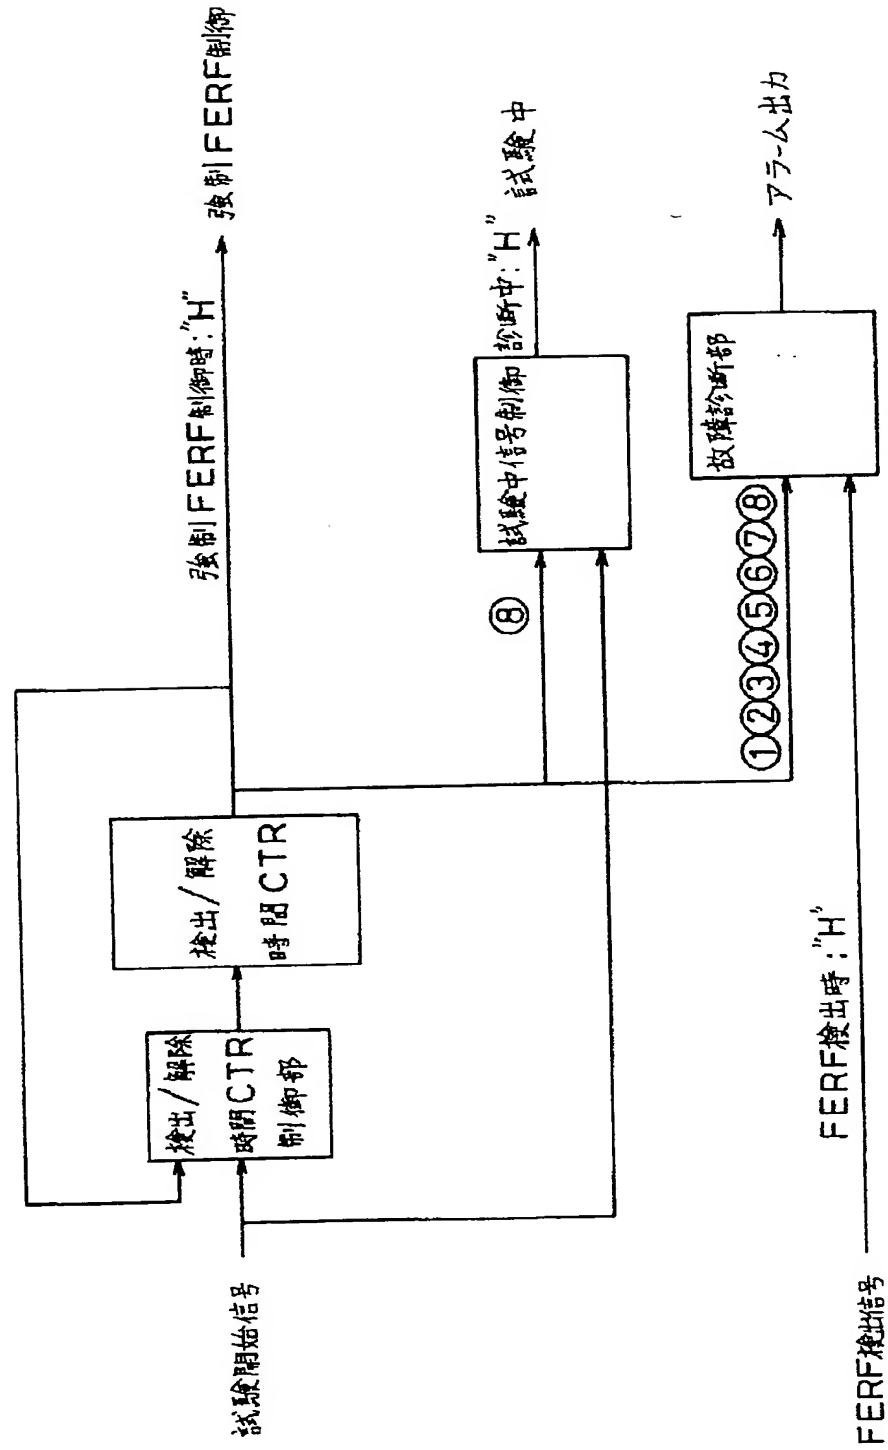 試験開始信号
検出/解除
時間CTR
制御部
検出/解除
時間CTR
強制FERF制御時:"H"
強制FERF制御
⑧
試験中信号制御
診断中:"H"
試験中
①②③④⑤⑥⑦⑧
故障診断部
アラーム出力
FERF検出信号
FERF検出時:"H"